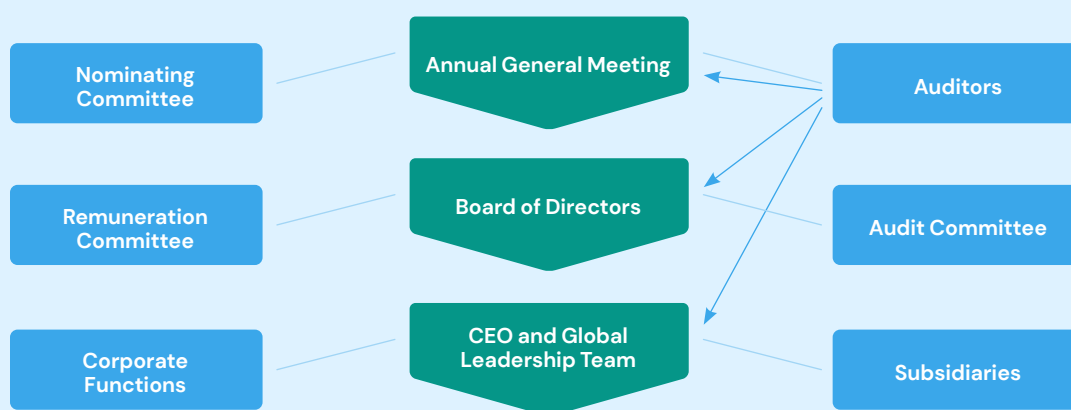 Nominating
Committee
Annual General Meeting
Auditors
Remuneration
Committee
Board of Directors
Audit Committee
Corporate
Functions
CEO and Global
Leadership Team
Subsidiaries